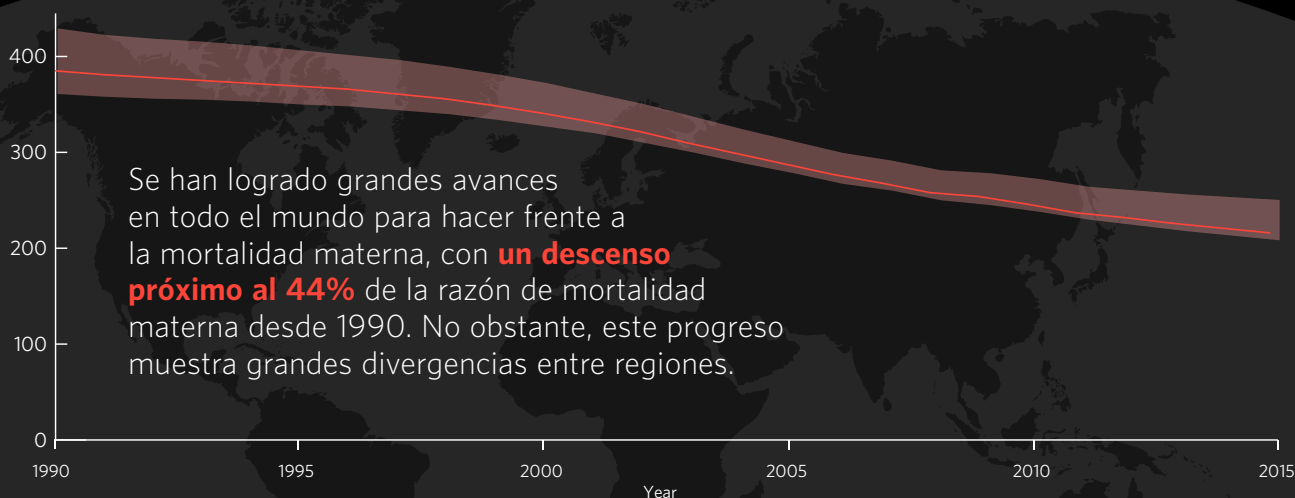 400
300
Se han logrado grandes avances
en todo el mundo para hacer frente a
la mortalidad materna, con un descenso
próximo al 44% de la razón de mortalidad
materna desde 1990. No obstante, este progreso
muestra grandes divergencias entre regiones.
200
100
0
1990 1995 2000 2005 2010 2015
Year